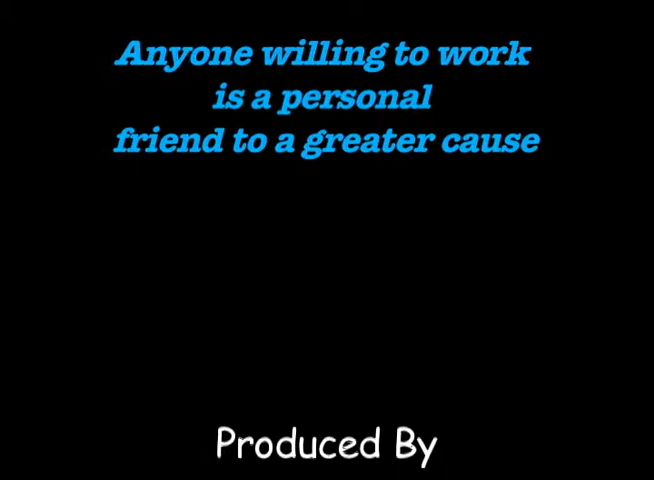 Anyone willing to work
is a personal
friend to a greater cause
Produced By